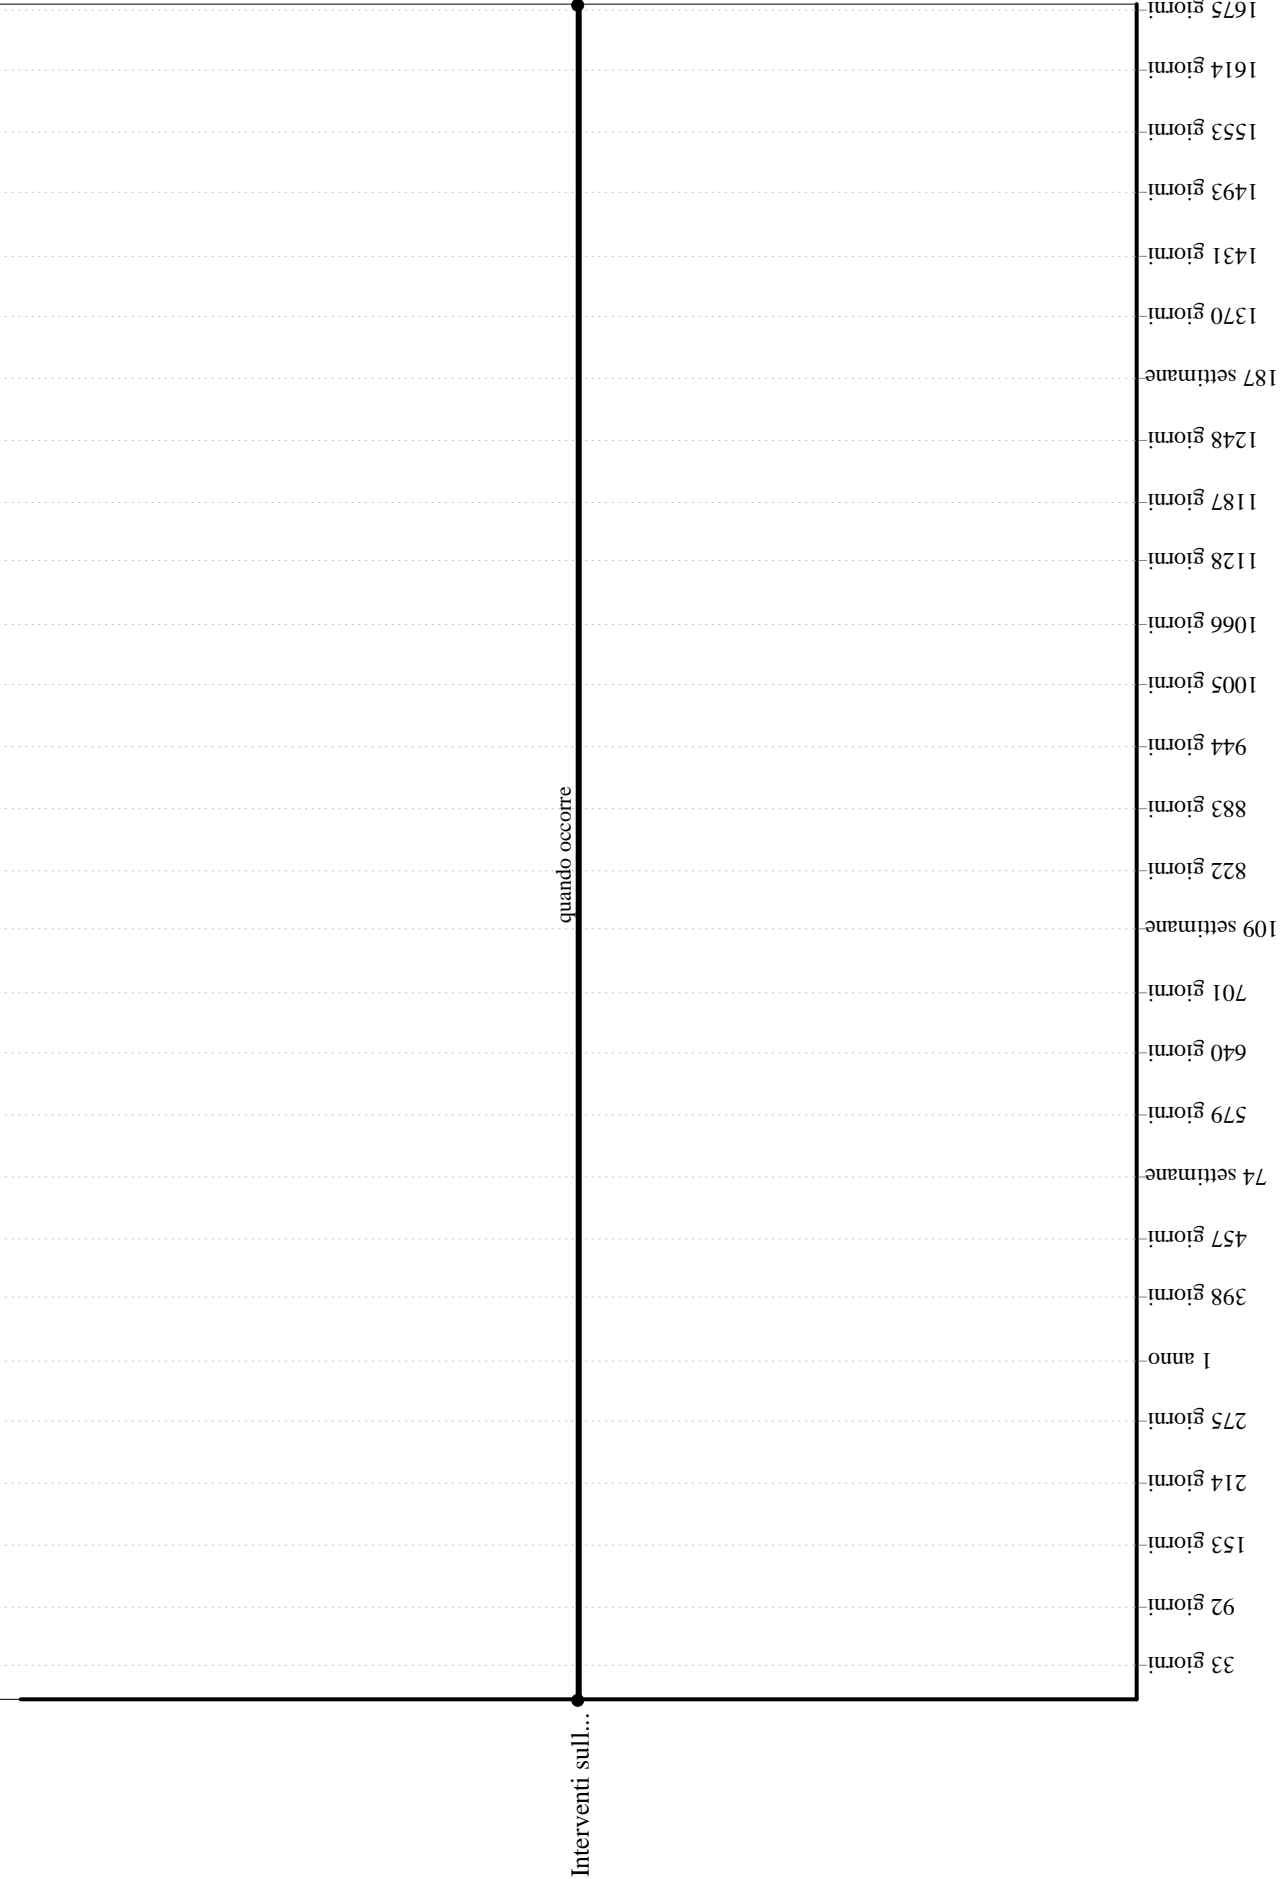 1675 giorni
1614 giorni
1553 giorni
1493 giorni
1431 giorni
1370 giorni
187 settimane
1248 giorni
1187 giorni
1128 giorni
1066 giorni
1005 giorni
944 giorni
883 giorni
822 giorni
109 settimane
701 giorni
640 giorni
579 giorni
74 settimane
457 giorni
398 giorni
1 anno
275 giorni
214 giorni
153 giorni
92 giorni
33 giorni
quando occorre
Interventi sull...